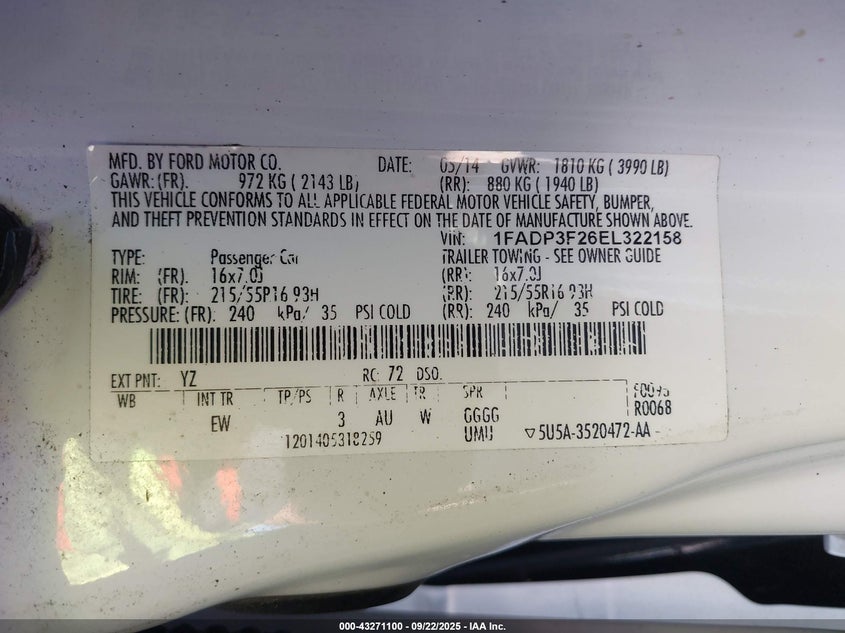 MFD. BY FORD MOTOR CO. DATE: 05/14 GVWR: 1810 KG ( 3990 LB)
GAWR: (FR). 972 KG ( 2143 LB) (RR): 880 KG ( 1940 LB)
THIS VEHICLE CONFORMS TO ALL APPLICABLE FEDERAL MOTOR VEHICLE SAFETY, BUMPER,
AND THEFT PREVENTION STANDARDS IN EFFECT ON THE DATE OF MANUFACTURE SHOWN ABOVE.
VIN: 1FADP3F26EL322158
TYPE: Passenger Car TRAILER TOWING - SEE OWNER GUIDE
RIM: (FR). 16x7.0J (RR): 16x7.0J
TIRE: (FR): 215/55R16 93H (RR): 215/55R16 93H
PRESSURE: (FR): 240 kPa/ 35 PSI COLD (RR): 240 kPa/ 35 PSI COLD
EXT PNT: YZ RC: 72 DSO:
WB INT TR TP/PS R AXLE TR SPR
R0068
EW 3 AU W GGGG
1201405318259 UMU ▽5U5A-3520472-AA
000-43271100 - 09/22/2025 - IAA Inc.